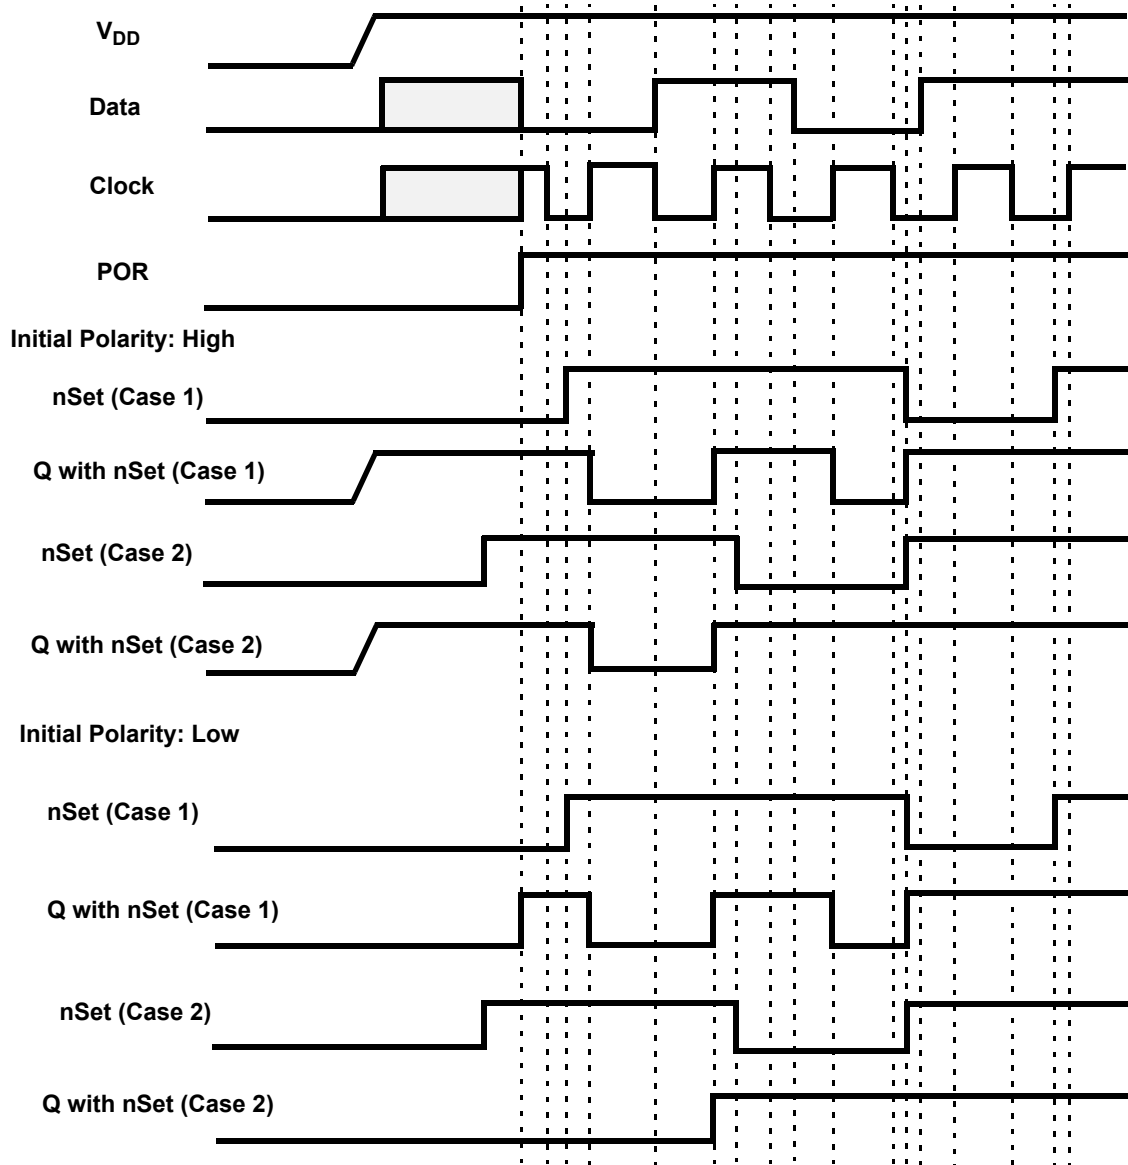 VDD
Data
Clock
POR
Initial Polarity: High
nSet (Case 1)
Q with nSet (Case 1)
nSet (Case 2)
Q with nSet (Case 2)
Initial Polarity: Low
nSet (Case 1)
Q with nSet (Case 1)
nSet (Case 2)
Q with nSet (Case 2)